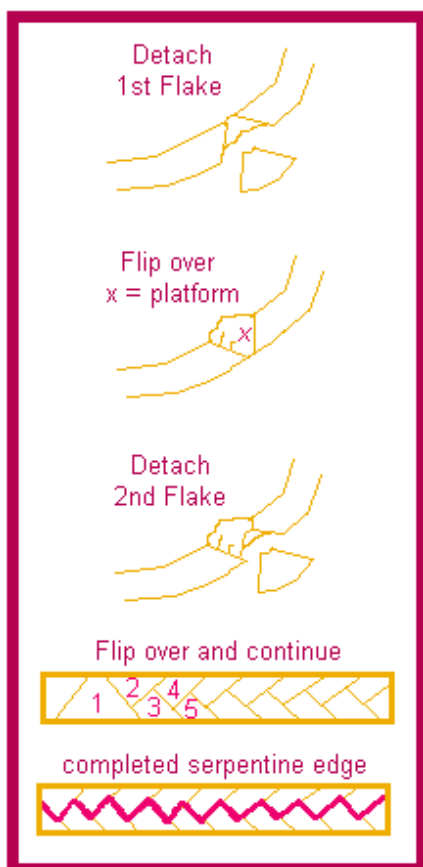 Detach
1st Flake
Flip over
x = platform
x
Detach
2nd Flake
Flip over and continue
2 4
1 3 5
completed serpentine edge